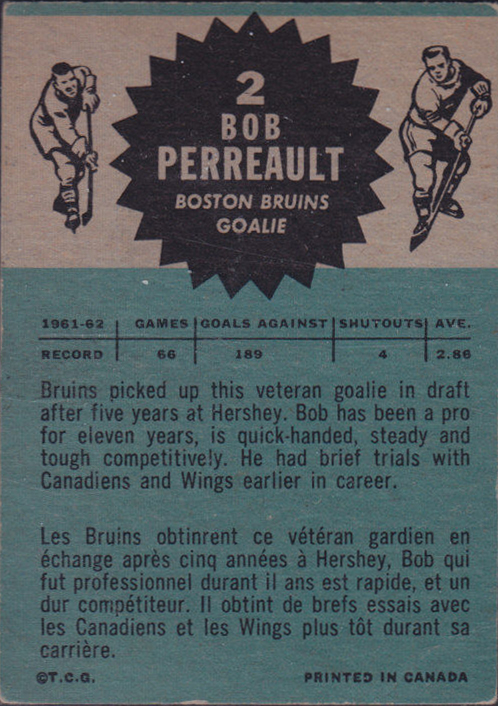 2
BOB
PERREAULT
BOSTON BRUINS
GOALIE
1961-62 GAMES GOALS AGAINST SHUTOUTS AVE.
RECORD 66 189 4 2.86
Bruins picked up this veteran goalie in draft
after five years at Hershey. Bob has been a pro
for eleven years, is quick-handed, steady and
tough competitively. He had brief trials with
Canadiens and Wings earlier in career.
Les Bruins obtinrent ce vétéran gardien en
échange après cinq années à Hershey, Bob qui
fut professionnel durant il ans est rapide, et un
dur compétiteur. Il obtint de brefs essais avec
les Canadiens et les Wings plus tôt durant sa
carrière.
©T.C.G. PRINTED IN CANADA